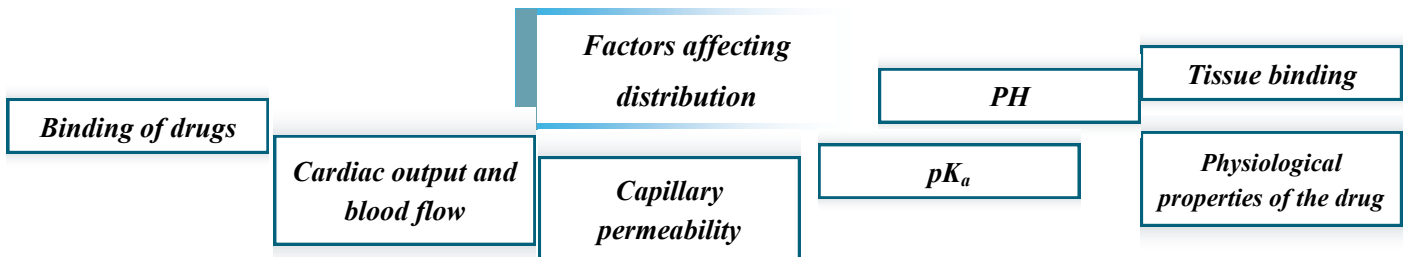 Factors affecting
distribution
Binding of drugs
Cardiac output and
blood flow
Capillary
permeability
PH
pKa
Tissue binding
Physiological
properties of the drug